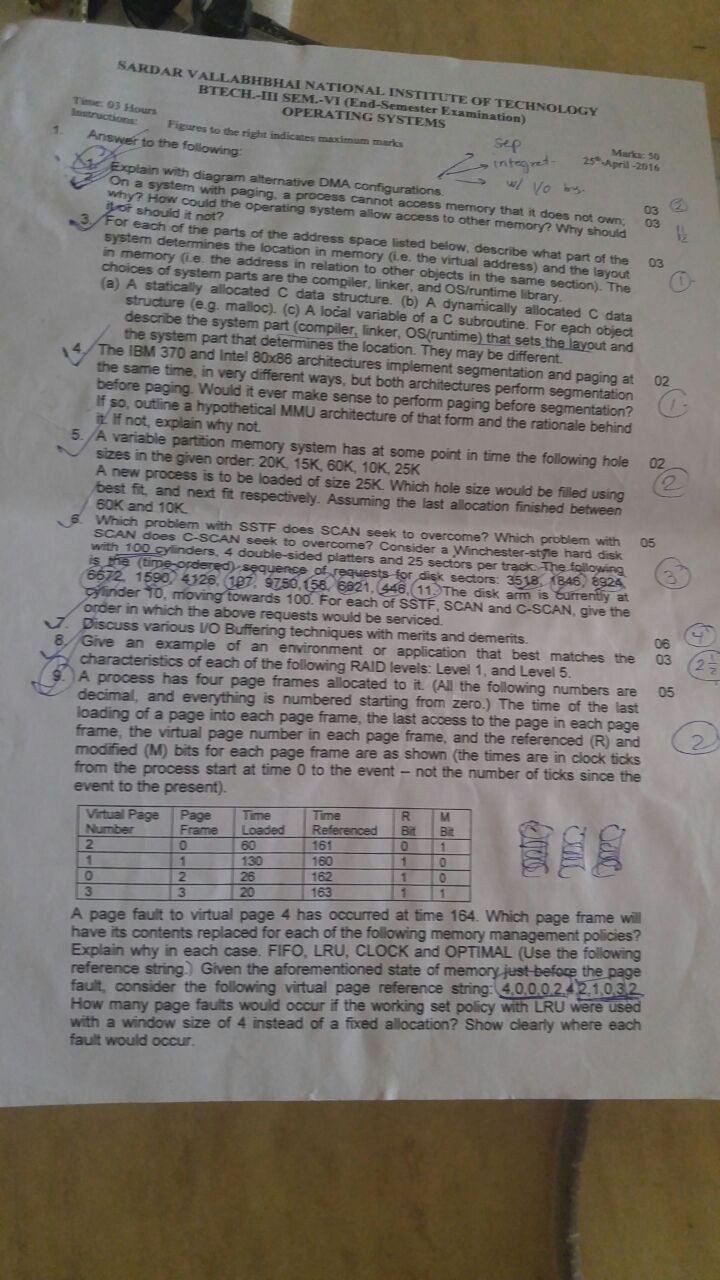 SARDAR VALLABHBHAI NATIONAL INSTITUTE OF TECHNOLOGY
BTECH.-III SEM.-VI (End-Semester Examination)
OPERATING SYSTEMS
Time: 03 Hours
Marks: 50
Instructions: Figures to the right indicates maximum marks
25th-April -2016
1. Answer to the following:
sep
integret-
w/ I/O bus.
1. Explain with diagram alternative DMA configurations. 03 2
2. On a system with paging, a process cannot access memory that it does not own; 03
why? How could the operating system allow access to other memory? Why should
it or should it not?
3. For each of the parts of the address space listed below, describe what part of the 03
system determines the location in memory (i.e. the virtual address) and the layout 1
in memory (i.e. the address in relation to other objects in the same section). The
choices of system parts are the compiler, linker, and OS/runtime library.
(a) A statically allocated C data structure. (b) A dynamically allocated C data
structure (e.g. malloc). (c) A local variable of a C subroutine. For each object
describe the system part (compiler, linker, OS/runtime) that sets the layout and
the system part that determines the location. They may be different.
4. The IBM 370 and Intel 80x86 architectures implement segmentation and paging at 02
the same time, in very different ways, but both architectures perform segmentation 1
before paging. Would it ever make sense to perform paging before segmentation?
If so, outline a hypothetical MMU architecture of that form and the rationale behind
it. If not, explain why not.
5. A variable partition memory system has at some point in time the following hole 02
sizes in the given order: 20K, 15K, 60K, 10K, 25K 2
A new process is to be loaded of size 25K. Which hole size would be filled using
best fit, and next fit respectively. Assuming the last allocation finished between
60K and 10K.
6. Which problem with SSTF does SCAN seek to overcome? Which problem with 05
SCAN does C-SCAN seek to overcome? Consider a Winchester-style hard disk
with 100 cylinders, 4 double-sided platters and 25 sectors per track. The following 3
is the (time-ordered) sequence of requests for disk sectors: 3518, 1846, 8924,
6672, 1590, 4126, 107, 9750, 158, 6921, 446, 11. The disk arm is currently at
cylinder 10, moving towards 100. For each of SSTF, SCAN and C-SCAN, give the
order in which the above requests would be serviced.
7. Discuss various I/O Buffering techniques with merits and demerits. 06 4
8. Give an example of an environment or application that best matches the 03
characteristics of each of the following RAID levels: Level 1, and Level 5. 2 1/2
9. A process has four page frames allocated to it. (All the following numbers are 05
decimal, and everything is numbered starting from zero.) The time of the last
loading of a page into each page frame, the last access to the page in each page
frame, the virtual page number in each page frame, and the referenced (R) and 2
modified (M) bits for each page frame are as shown (the times are in clock ticks
from the process start at time 0 to the event – not the number of ticks since the
event to the present).
Virtual Page Number Page Frame Time Loaded Time Referenced R Bit M Bit
2 0 60 161 0 1
1 1 130 160 1 0
0 2 26 162 1 0
3 3 20 163 1 1
A page fault to virtual page 4 has occurred at time 164. Which page frame will
have its contents replaced for each of the following memory management policies?
Explain why in each case. FIFO, LRU, CLOCK and OPTIMAL (Use the following
reference string.) Given the aforementioned state of memory just before the page
fault, consider the following virtual page reference string: 4,0,0,0,2,4,2,1,0,3,2
How many page faults would occur if the working set policy with LRU were used
with a window size of 4 instead of a fixed allocation? Show clearly where each
fault would occur.